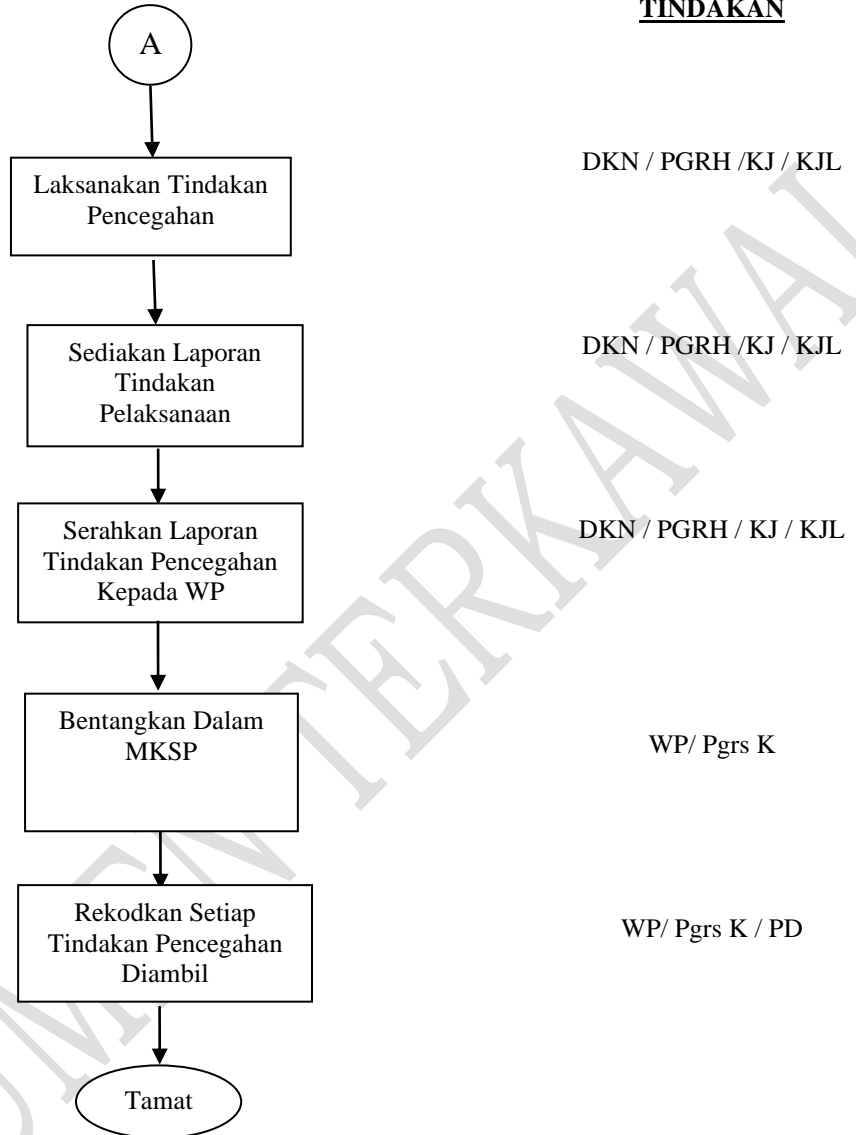 TINDAKAN
A
Laksanakan Tindakan
Pencegahan
DKN / PGRH /KJ / KJL
Sediakan Laporan
Tindakan
Pelaksanaan
DKN / PGRH /KJ / KJL
Serahkan Laporan
Tindakan Pencegahan
Kepada WP
DKN / PGRH / KJ / KJL
Bentangkan Dalam
MKSP
WP/ Pgrs K
Rekodkan Setiap
Tindakan Pencegahan
Diambil
WP/ Pgrs K / PD
Tamat
TERKAWAL